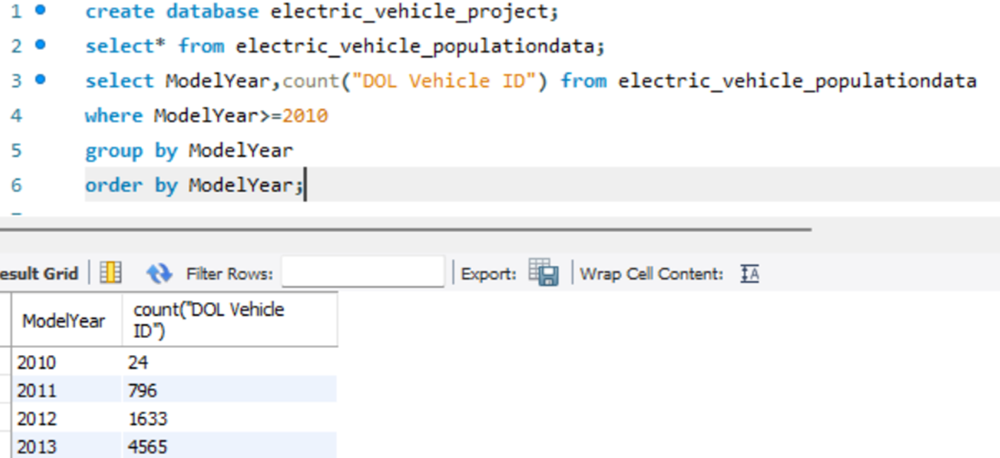 1 create database electric_vehicle_project;
2 select* from electric_vehicle_populationdata;
3 select ModelYear,count("DOL Vehicle ID") from electric_vehicle_populationdata
4 where ModelYear>=2010
5 group by ModelYear
6 order by ModelYear;
esult Grid Filter Rows: Export: Wrap Cell Content:
ModelYear count("DOL Vehicle
ID")
2010 24
2011 796
2012 1633
2013 4565